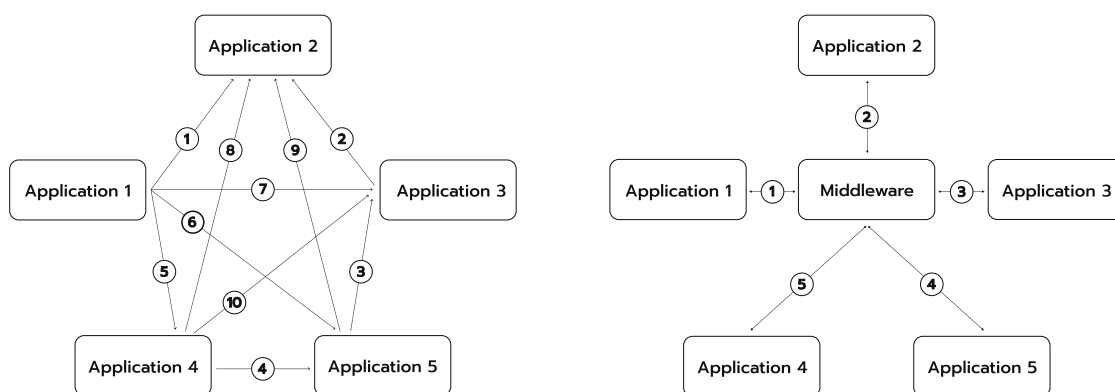 Application 2
1
8
9
2
Application 1
7
Application 3
6
5
3
10
Application 4
4
Application 5
Application 2
2
Application 1
1
Middleware
3
Application 3
5
4
Application 4
Application 5